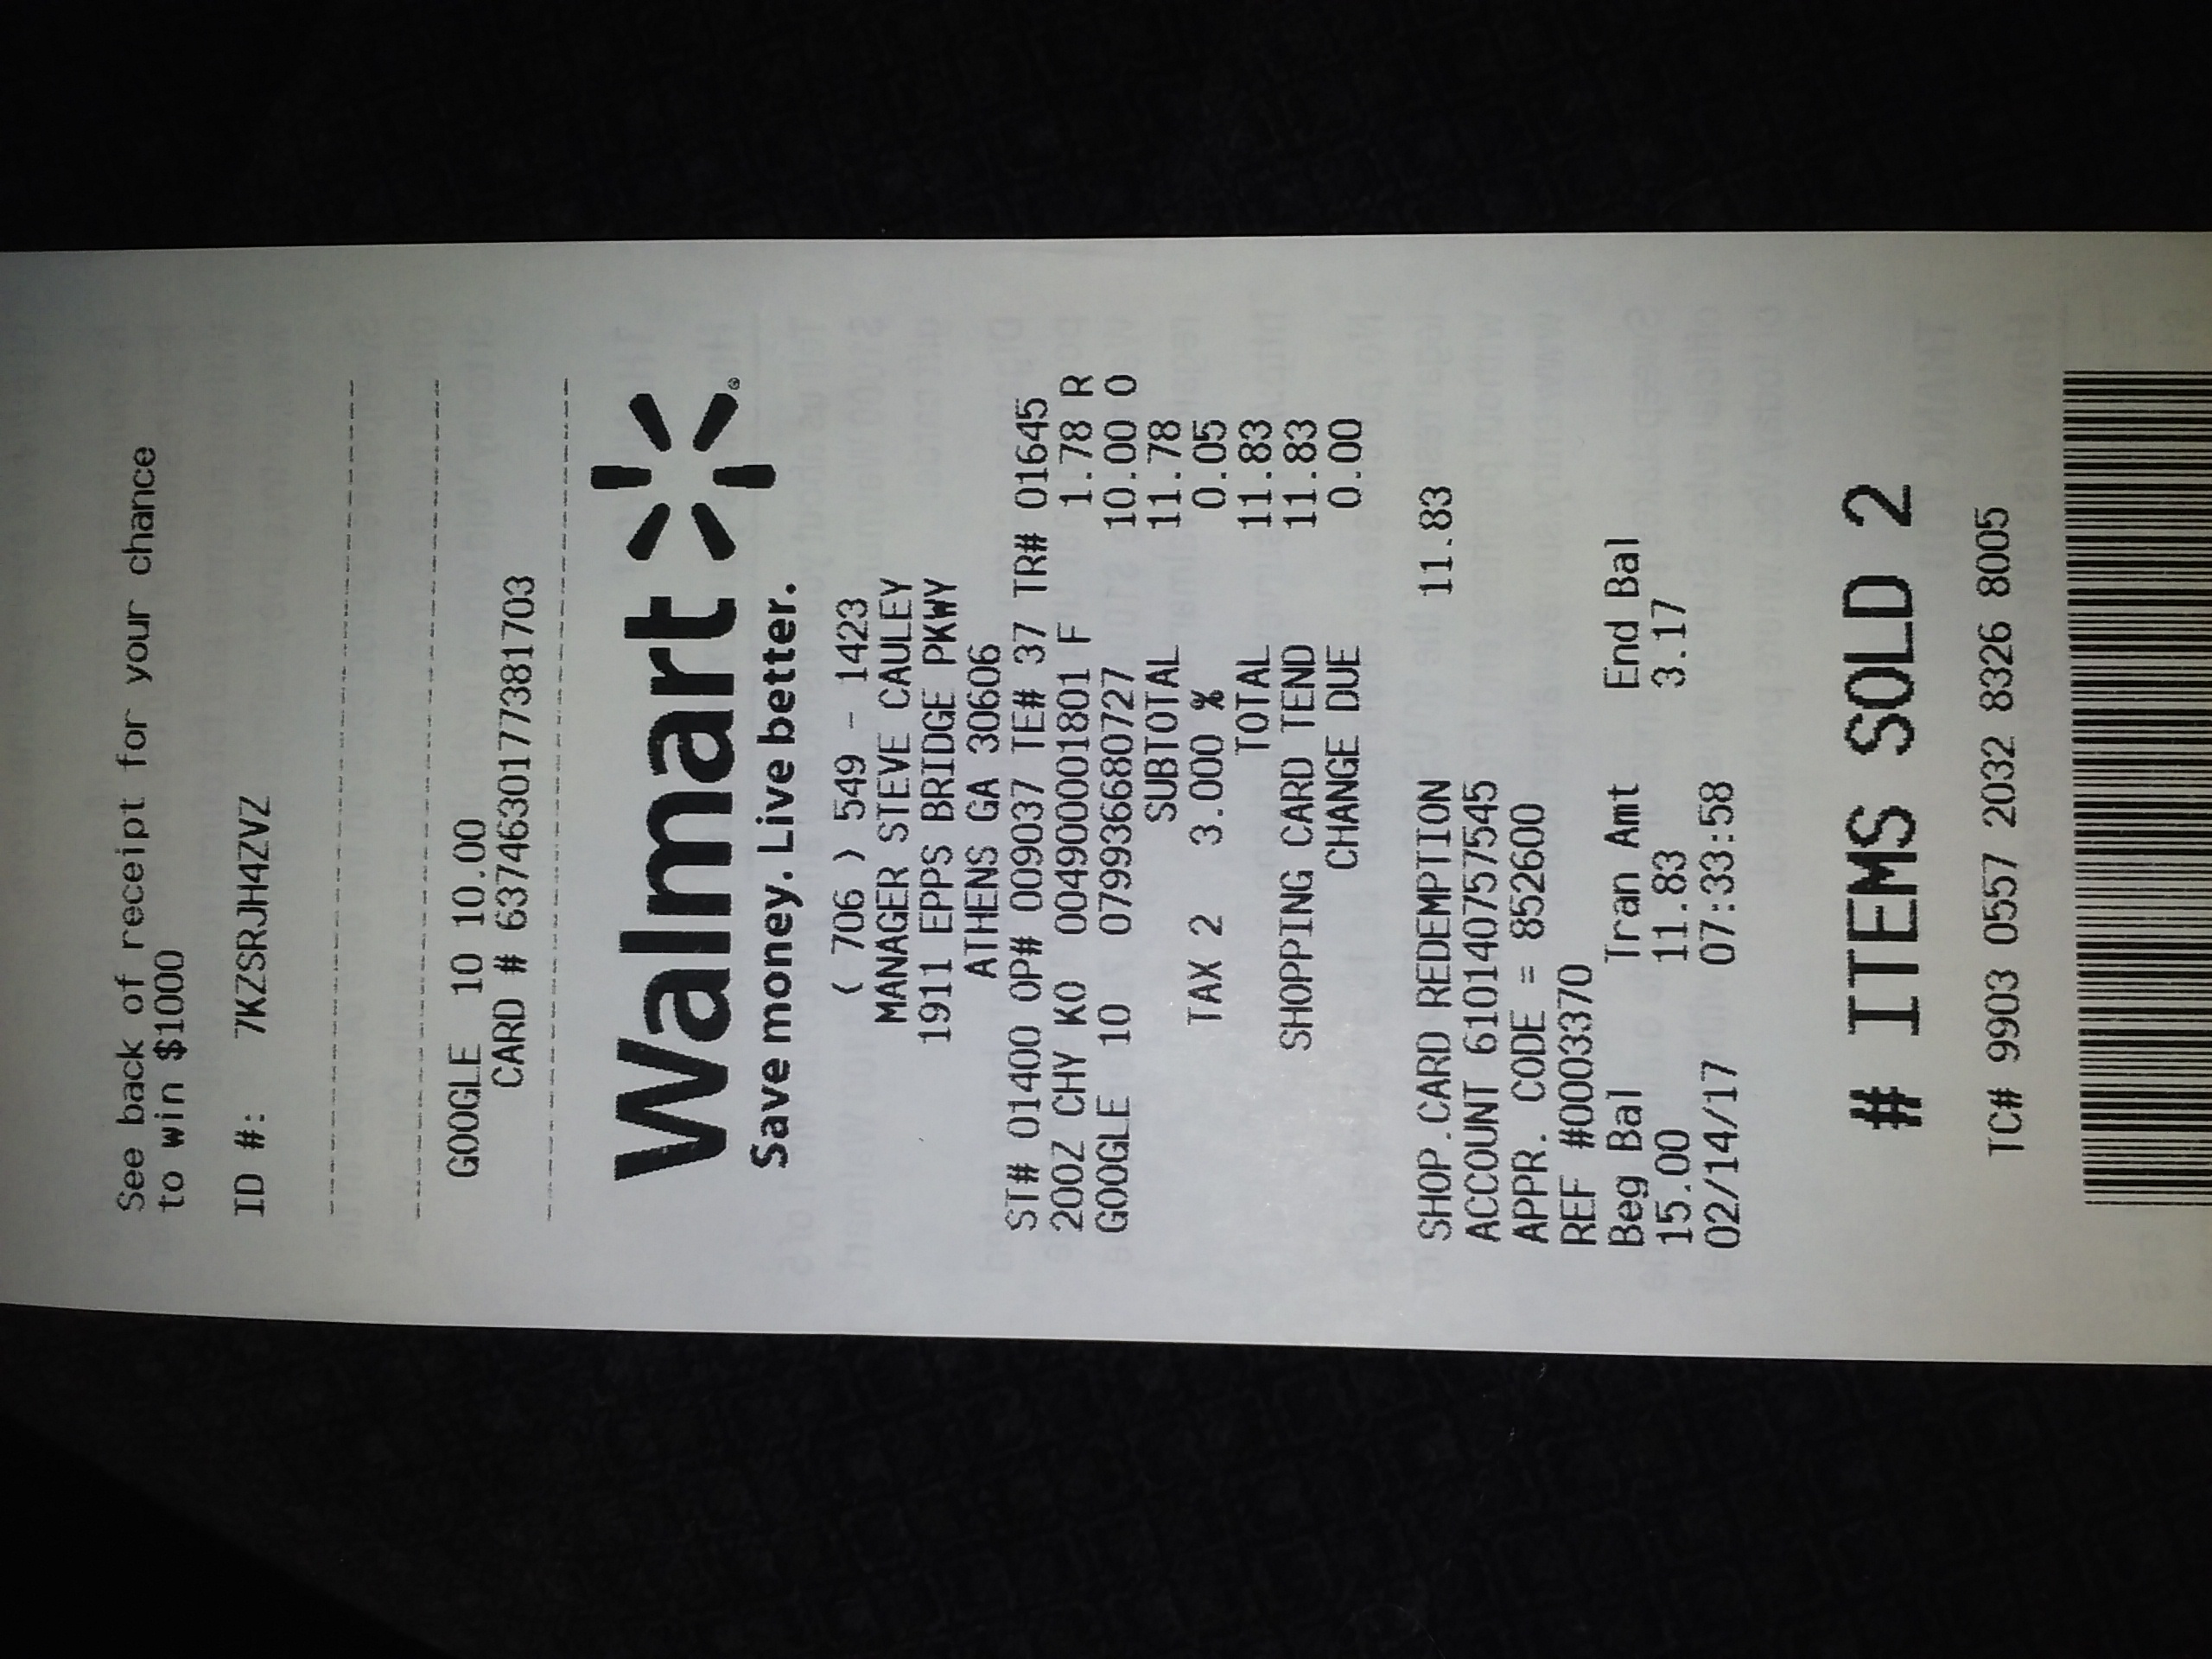 See back of receipt for your chance
to win $1000
ID #: 7KZSRJH4ZVZ
GOOGLE 10 10.00
CARD # 6374630177381703
Walmart
Save money. Live better.
( 706 ) 549 - 1423
MANAGER STEVE CAULEY
1911 EPPS BRIDGE PKWY
ATHENS GA 30606
ST# 01400 OP# 009037 TE# 37 TR# 01645
20OZ CHY KO 004900001801 F 1.78 R
GOOGLE 10 079936680727 10.00 O
SUBTOTAL 11.78
TAX 2 3.000 % 0.05
TOTAL 11.83
SHOPPING CARD TEND 11.83
CHANGE DUE 0.00
SHOP.CARD REDEMPTION 11.83
ACCOUNT 610140757545
APPR. CODE = 852600
REF #0003370
Beg Bal Tran Amt End Bal
15.00 11.83 3.17
02/14/17 07:33:58
# ITEMS SOLD 2
TC# 9903 0557 2032 8326 8005